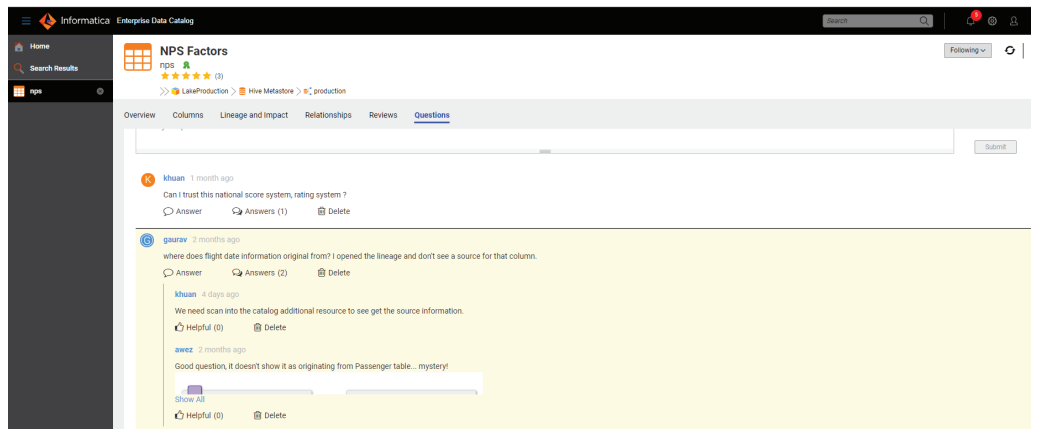 Informatica Enterprise Data Catalog
Search
5
Home
Search Results
nps
NPS Factors
Following
nps
(3)
LakeProduction > Hive Metastore > production
Overview Columns Lineage and Impact Relationships Reviews Questions
Submit
K khuan 1 month ago
Can I trust this national score system, rating system ?
Answer Answers (1) Delete
G gaurav 2 months ago
where does flight date information original from? I opened the lineage and don't see a source for that column.
Answer Answers (2) Delete
khuan 4 days ago
We need scan into the catalog additional resource to see get the source information.
Helpful (0) Delete
awez 2 months ago
Good question, it doesn't show it as originating from Passenger table... mystery!
Show All
Helpful (0) Delete